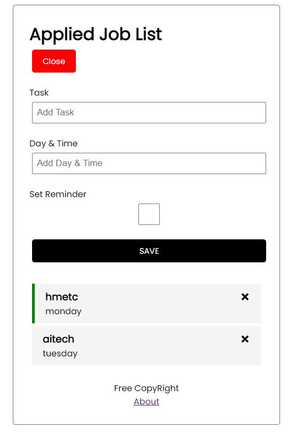 Applied Job List
Close
Task
Add Task
Day & Time
Add Day & Time
Set Reminder
SAVE
hmetc
monday
aitech
tuesday
Free CopyRight
About